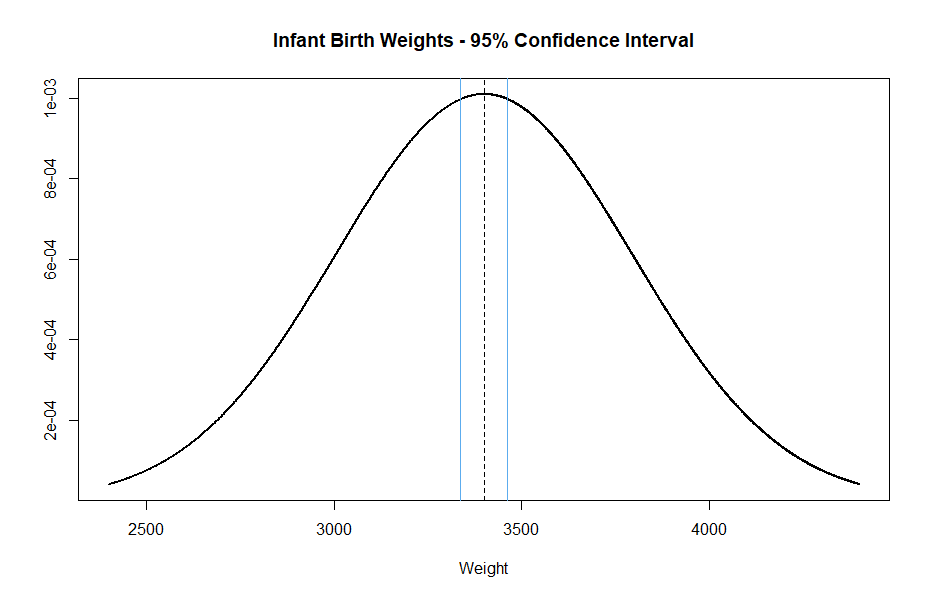 Infant Birth Weights - 95% Confidence Interval
1e-03
8e-04
6e-04
4e-04
2e-04
2500 3000 3500 4000
Weight